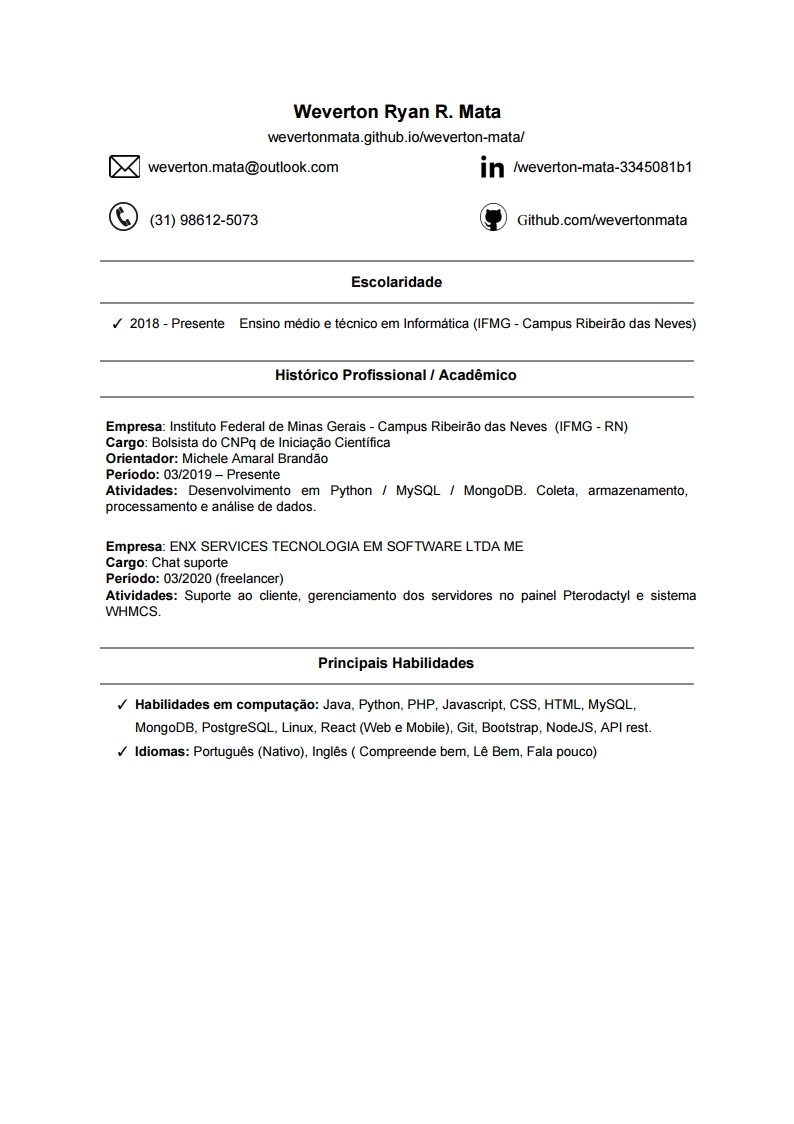 Weverton Ryan R. Mata
wevertonmata.github.io/weverton-mata/
weverton.mata@outlook.com
in /weverton-mata-3345081b1
(31) 98612-5073
Github.com/wevertonmata
Escolaridade
✓ 2018 - Presente Ensino médio e técnico em Informática (IFMG - Campus Ribeirão das Neves)
Histórico Profissional / Acadêmico
Empresa: Instituto Federal de Minas Gerais - Campus Ribeirão das Neves (IFMG - RN)
Cargo: Bolsista do CNPq de Iniciação Científica
Orientador: Michele Amaral Brandão
Período: 03/2019 – Presente
Atividades: Desenvolvimento em Python / MySQL / MongoDB. Coleta, armazenamento,
processamento e análise de dados.
Empresa: ENX SERVICES TECNOLOGIA EM SOFTWARE LTDA ME
Cargo: Chat suporte
Período: 03/2020 (freelancer)
Atividades: Suporte ao cliente, gerenciamento dos servidores no painel Pterodactyl e sistema
WHMCS.
Principais Habilidades
✓ Habilidades em computação: Java, Python, PHP, Javascript, CSS, HTML, MySQL,
MongoDB, PostgreSQL, Linux, React (Web e Mobile), Git, Bootstrap, NodeJS, API rest.
✓ Idiomas: Português (Nativo), Inglês ( Compreende bem, Lê Bem, Fala pouco)